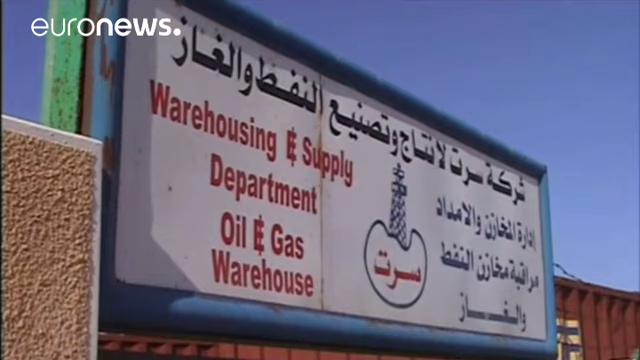 euronews.
شركة سرت لانتاج وتصنيع النفط والغاز
Warehousing & Supply
Department
Oil & Gas
Warehouse
سرت
إدارة المخازن والامداد
مراقبة مخازن النفط
والغاز